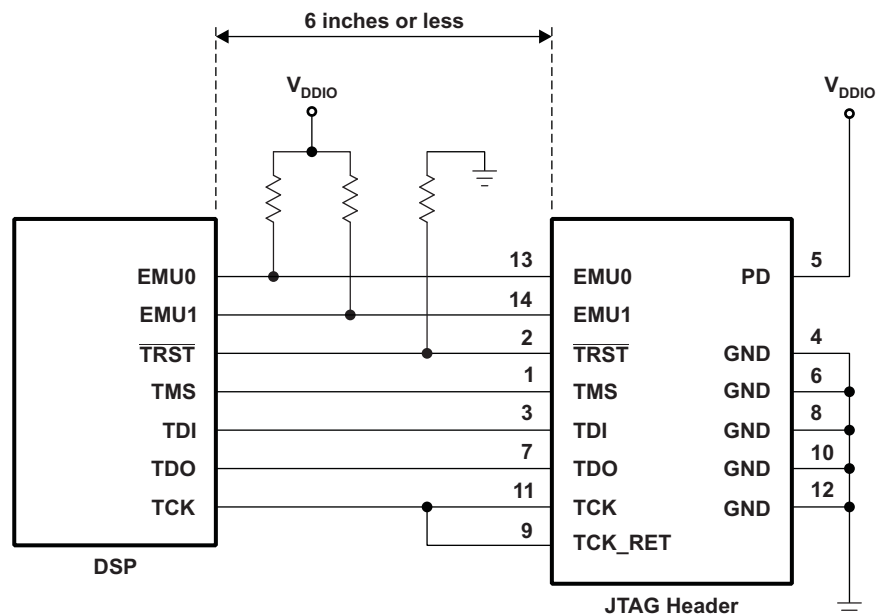 6 inches or less
VDDIO
VDDIO
EMU0 13 EMU0 PD 5
EMU1 14 EMU1
TRST 2 TRST GND 4
TMS 1 TMS GND 6
TDI 3 TDI GND 8
TDO 7 TDO GND 10
TCK 11 TCK GND 12
9 TCK_RET
DSP
JTAG Header